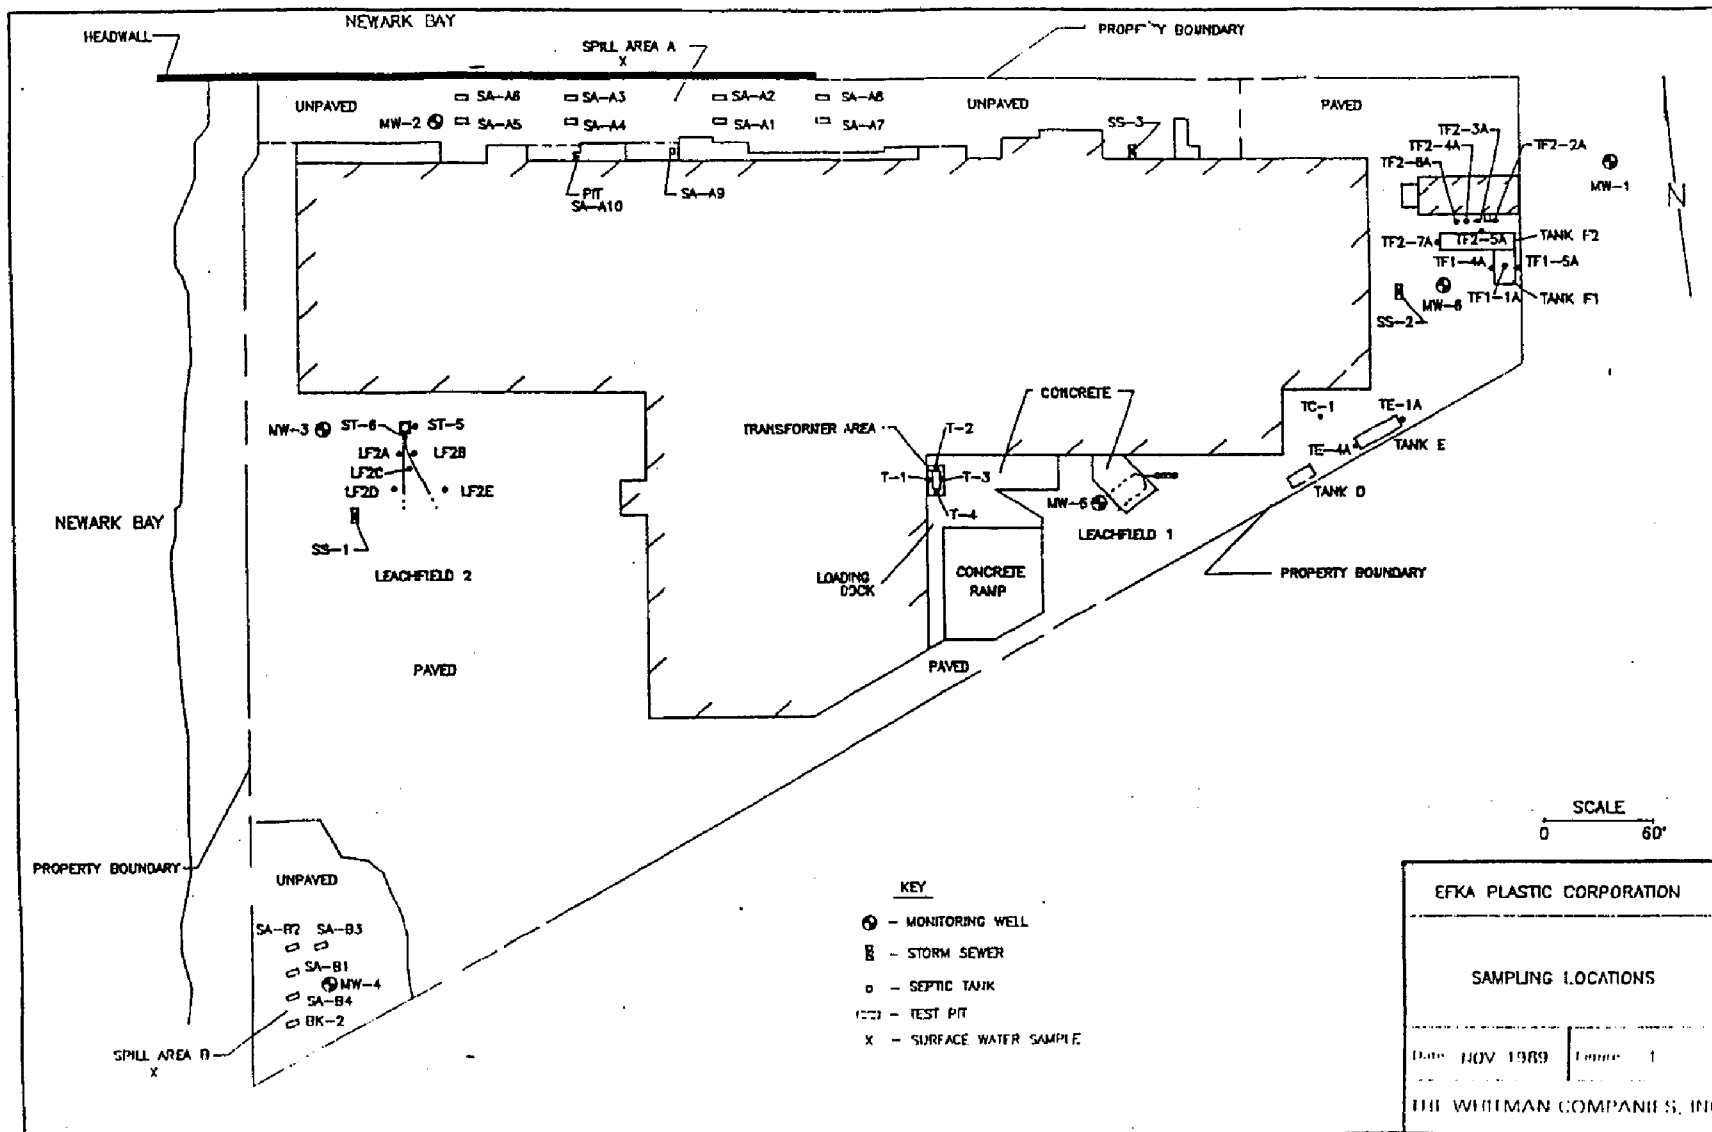 NEWARK BAY
HEADWALL
SPILL AREA A
X
PROPERTY BOUNDARY
UNPAVED
SA-A6
SA-A3
SA-A2
SA-A8
UNPAVED
PAVED
MW-2
SA-A5
SA-A4
SA-A1
SA-A7
SS-3
TF2-3A
TF2-4A
TF2-2A
TF2-8A
MW-1
PIT
SA-A10
SA-A9
N
TF2-7A
TF2-5A
TANK F2
TF1-4A
TF1-5A
TF1-1A
TANK F1
MW-6
SS-2
CONCRETE
TC-1
TE-1A
MW-3
ST-6
ST-5
TRANSFORMER AREA
T-2
TE-4A
TANK E
LF2A
LF2B
LF2C
T-1
T-3
TANK D
LF2D
LF2E
MW-6
T-4
NEWARK BAY
LEACHFIELD 1
SS-1
LEACHFIELD 2
LOADING
DOCK
CONCRETE
RAMP
PROPERTY BOUNDARY
PAVED
PAVED
SCALE
0 60'
PROPERTY BOUNDARY
UNPAVED
KEY
- MONITORING WELL
- STORM SEWER
- SEPTIC TANK
- TEST PIT
X - SURFACE WATER SAMPLE
SA-B2
SA-B3
SA-B1
MW-4
SA-B4
BK-2
SPILL AREA B
X
EFKA PLASTIC CORPORATION
SAMPLING LOCATIONS
Date NOV 1989
Figure 1
THE WHITMAN COMPANIES, INC